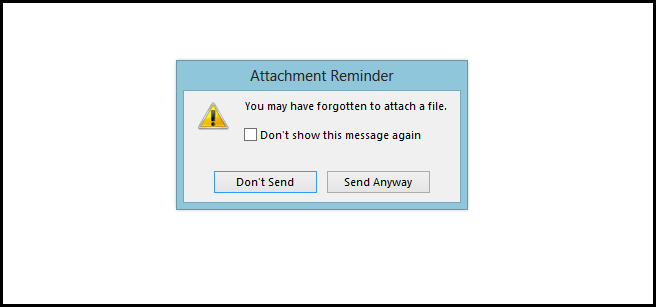 Attachment Reminder
You may have forgotten to attach a file.
Don't show this message again
Don't Send
Send Anyway